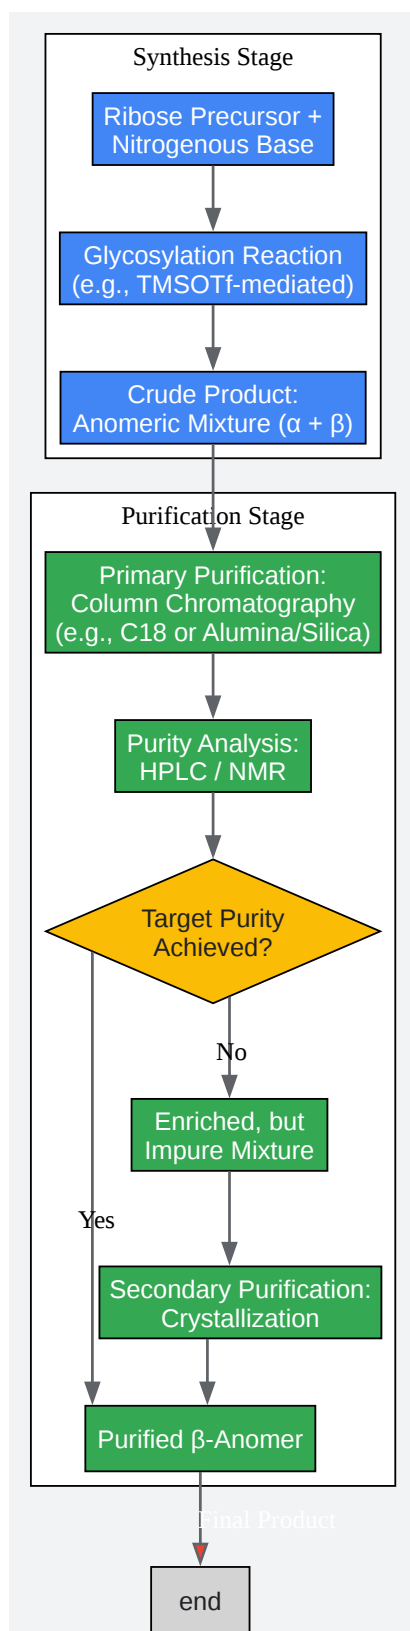 Synthesis Stage
Ribose Precursor +
Nitrogenous Base
Glycosylation Reaction
(e.g., TMSOTf-mediated)
Crude Product:
Anomeric Mixture (α + β)
Purification Stage
Primary Purification:
Column Chromatography
(e.g., C18 or Alumina/Silica)
Purity Analysis:
HPLC / NMR
Target Purity
Achieved?
No
Enriched, but
Impure Mixture
Yes
Secondary Purification:
Crystallization
Purified β-Anomer
Final Product
end